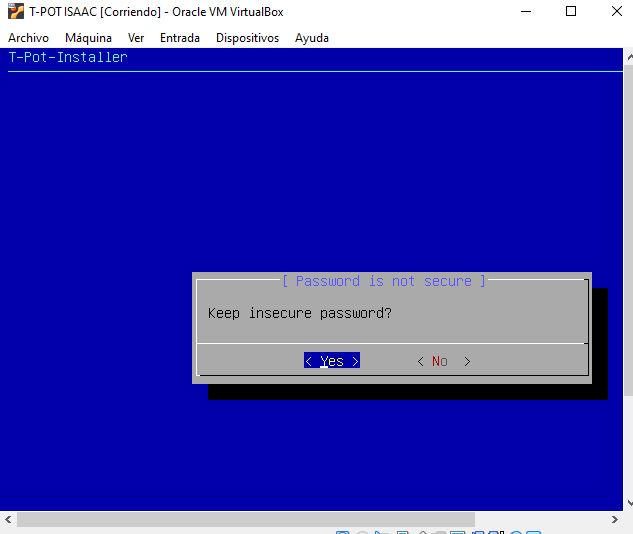 T-POT ISAAC [Corriendo] - Oracle VM VirtualBox
Archivo Máquina Ver Entrada Dispositivos Ayuda
T-Pot-Installer
[ Password is not secure ]
Keep insecure password?
< Yes > < No >